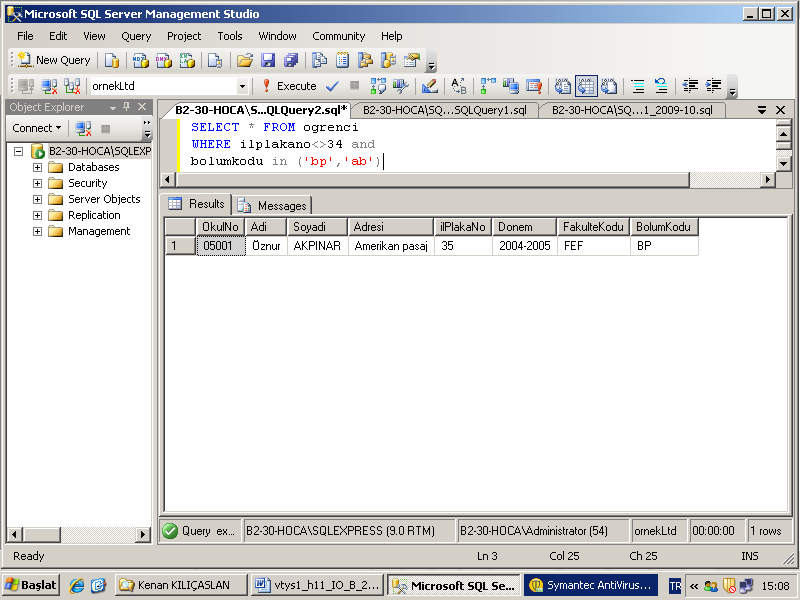 Microsoft SQL Server Management Studio
File Edit View Query Project Tools Window Community Help
New Query
ornekLtd Execute
Object Explorer
B2-30-HOCA\S...QLQuery2.sql* B2-30-HOCA\SQ...SQLQuery1.sql B2-30-HOCA\SQ...1_2009-10.sql
Connect
B2-30-HOCA\SQLEXP
Databases
Security
Server Objects
Replication
Management
SELECT * FROM ogrenci
WHERE ilplakano<>34 and
bolumkodu in ('bp','ab')
Results Messages
OkulNo Adi Soyadi Adresi ilPlakaNo Donem FakulteKodu BolumKodu
1 05001 Öznur AKPINAR Amerikan pasaj 35 2004-2005 FEF BP
Query ex... B2-30-HOCA\SQLEXPRESS (9.0 RTM) B2-30-HOCA\Administrator (54) ornekLtd 00:00:00 1 rows
Ready Ln 3 Col 25 Ch 25 INS
Başlat Kenan KILIÇASLAN vtys1_h11_IO_B_2... Microsoft SQL Se... Symantec AntiVirus... TR « 15:08